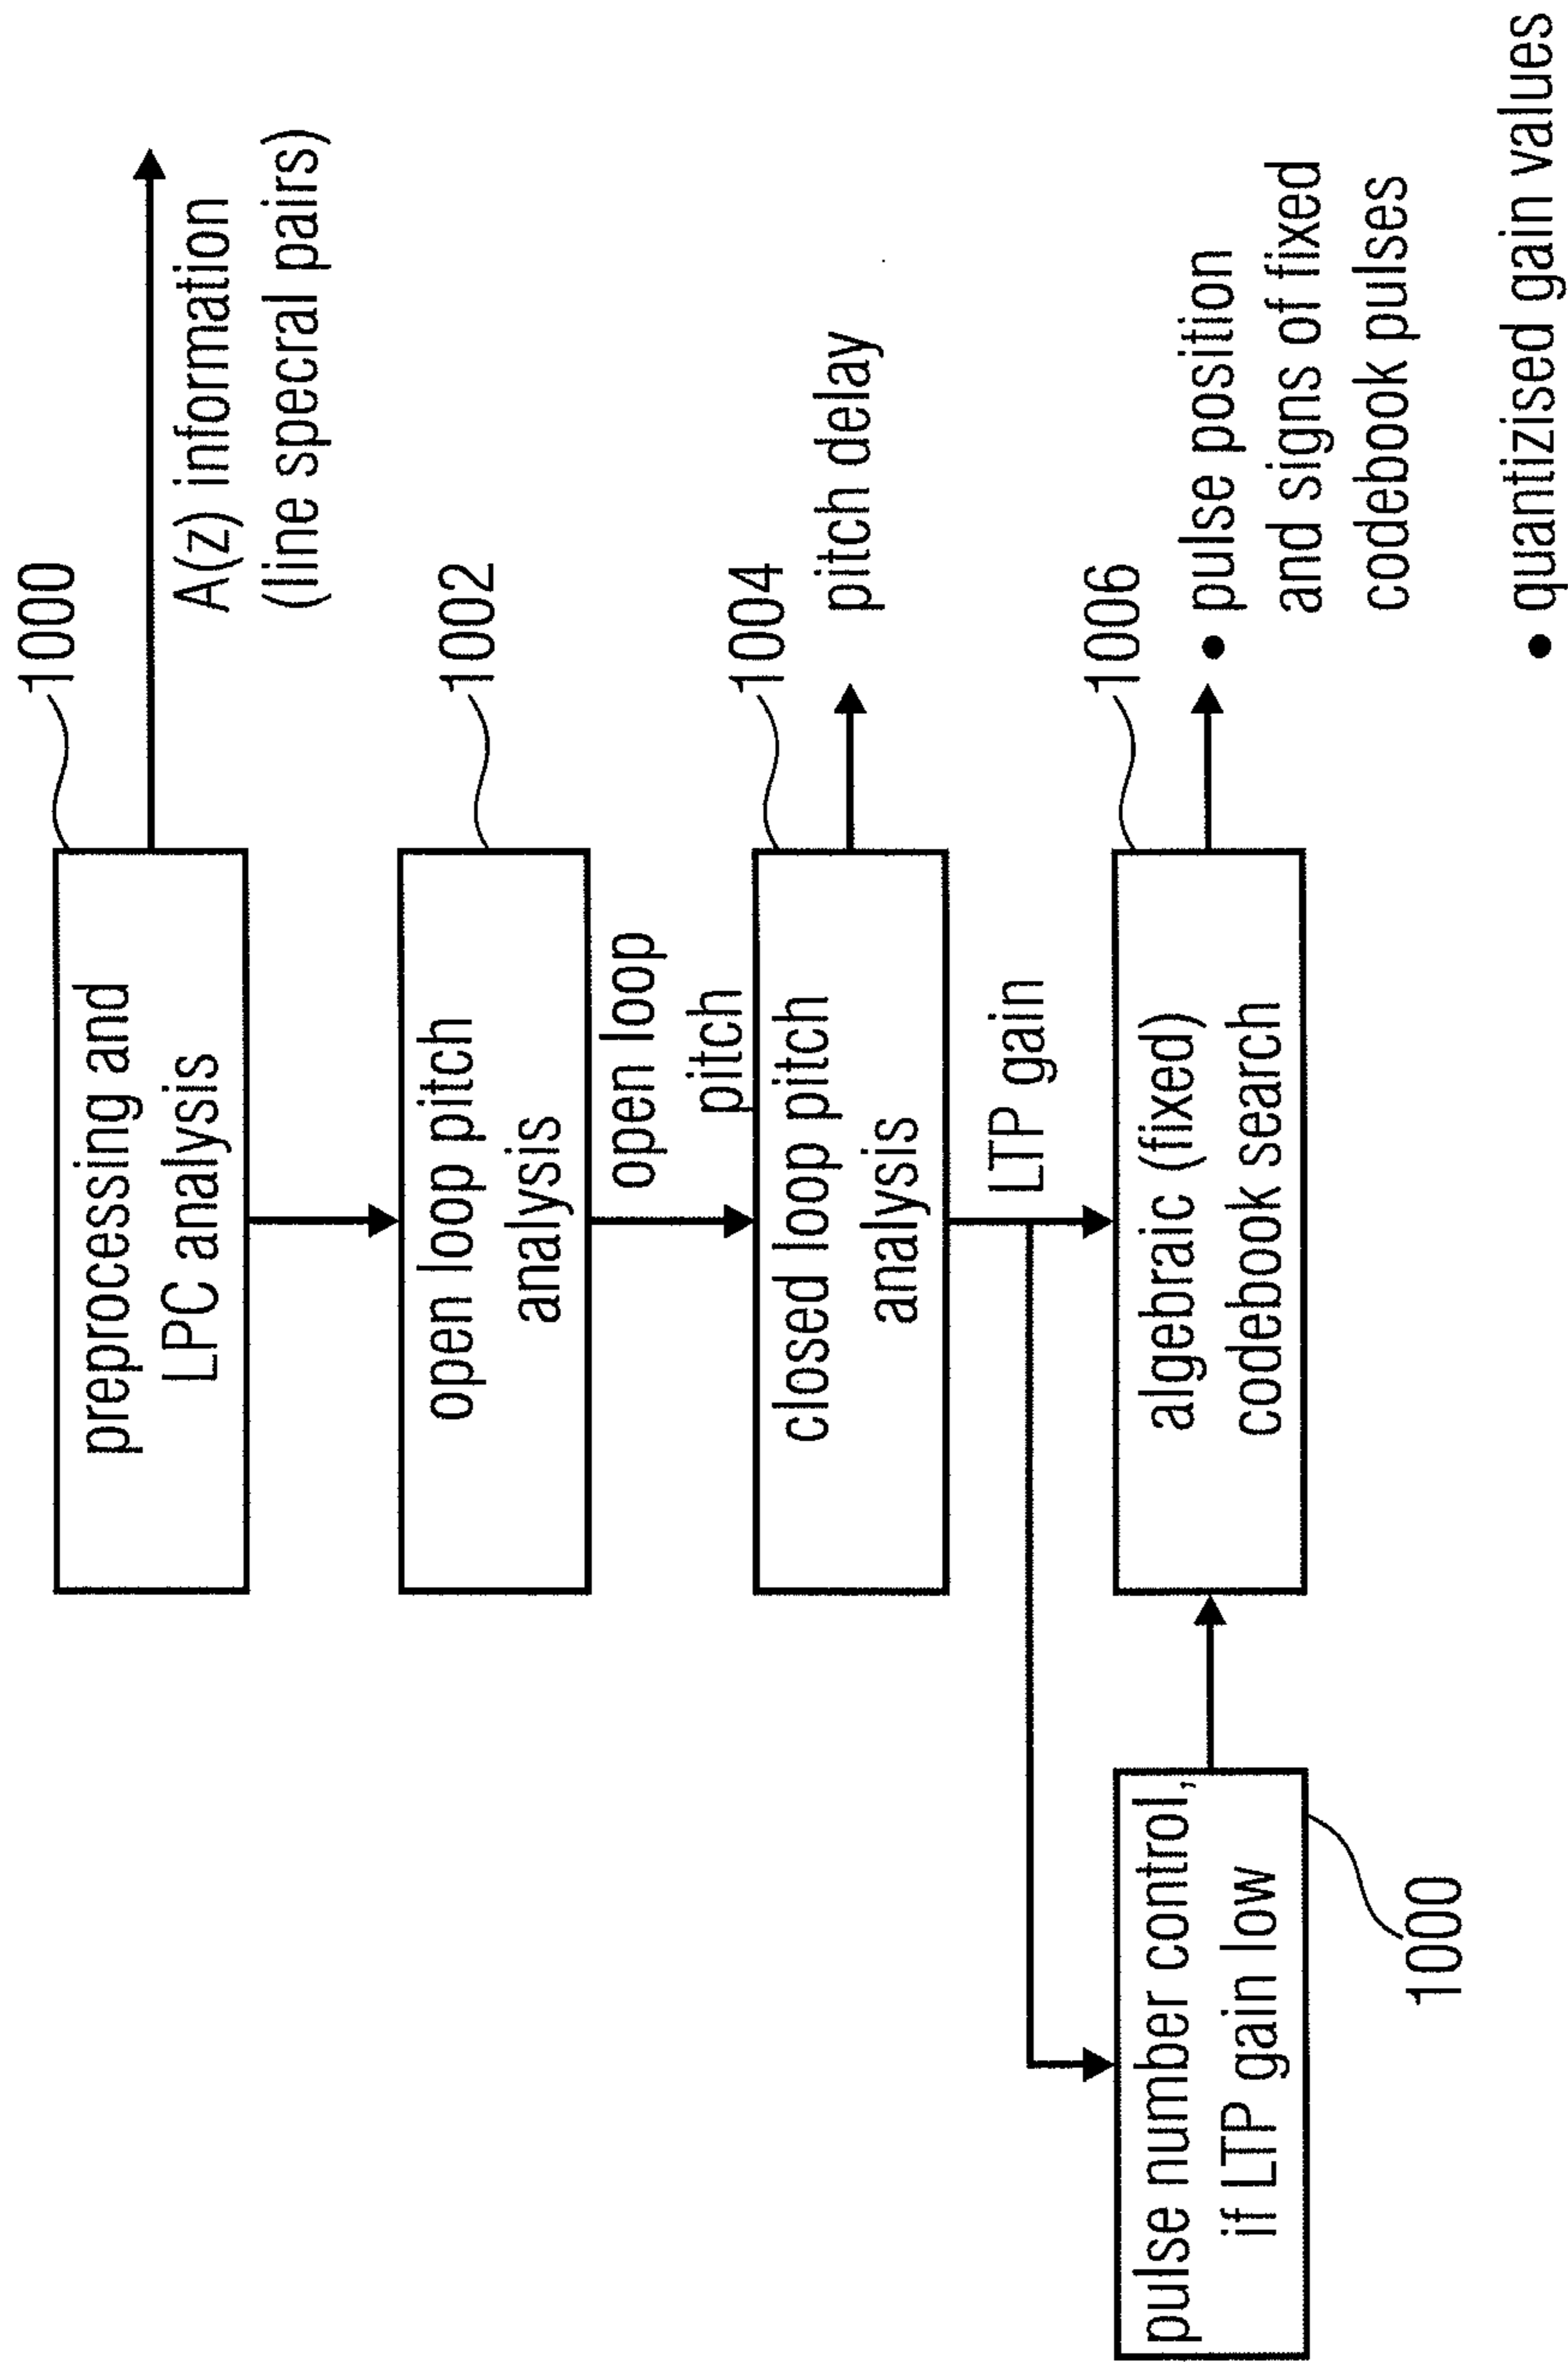 1000
preprocessing and
LPC analysis
A(z) information
(line specral pairs)
1002
open loop pitch
analysis
open loop
pitch
1004
closed loop pitch
analysis
pitch delay
LTP gain
1006
algebraic (fixed)
codebook search
• pulse position
and signs of fixed
codebook pulses
• quantizised gain values
pulse number control,
if LTP gain low
1000